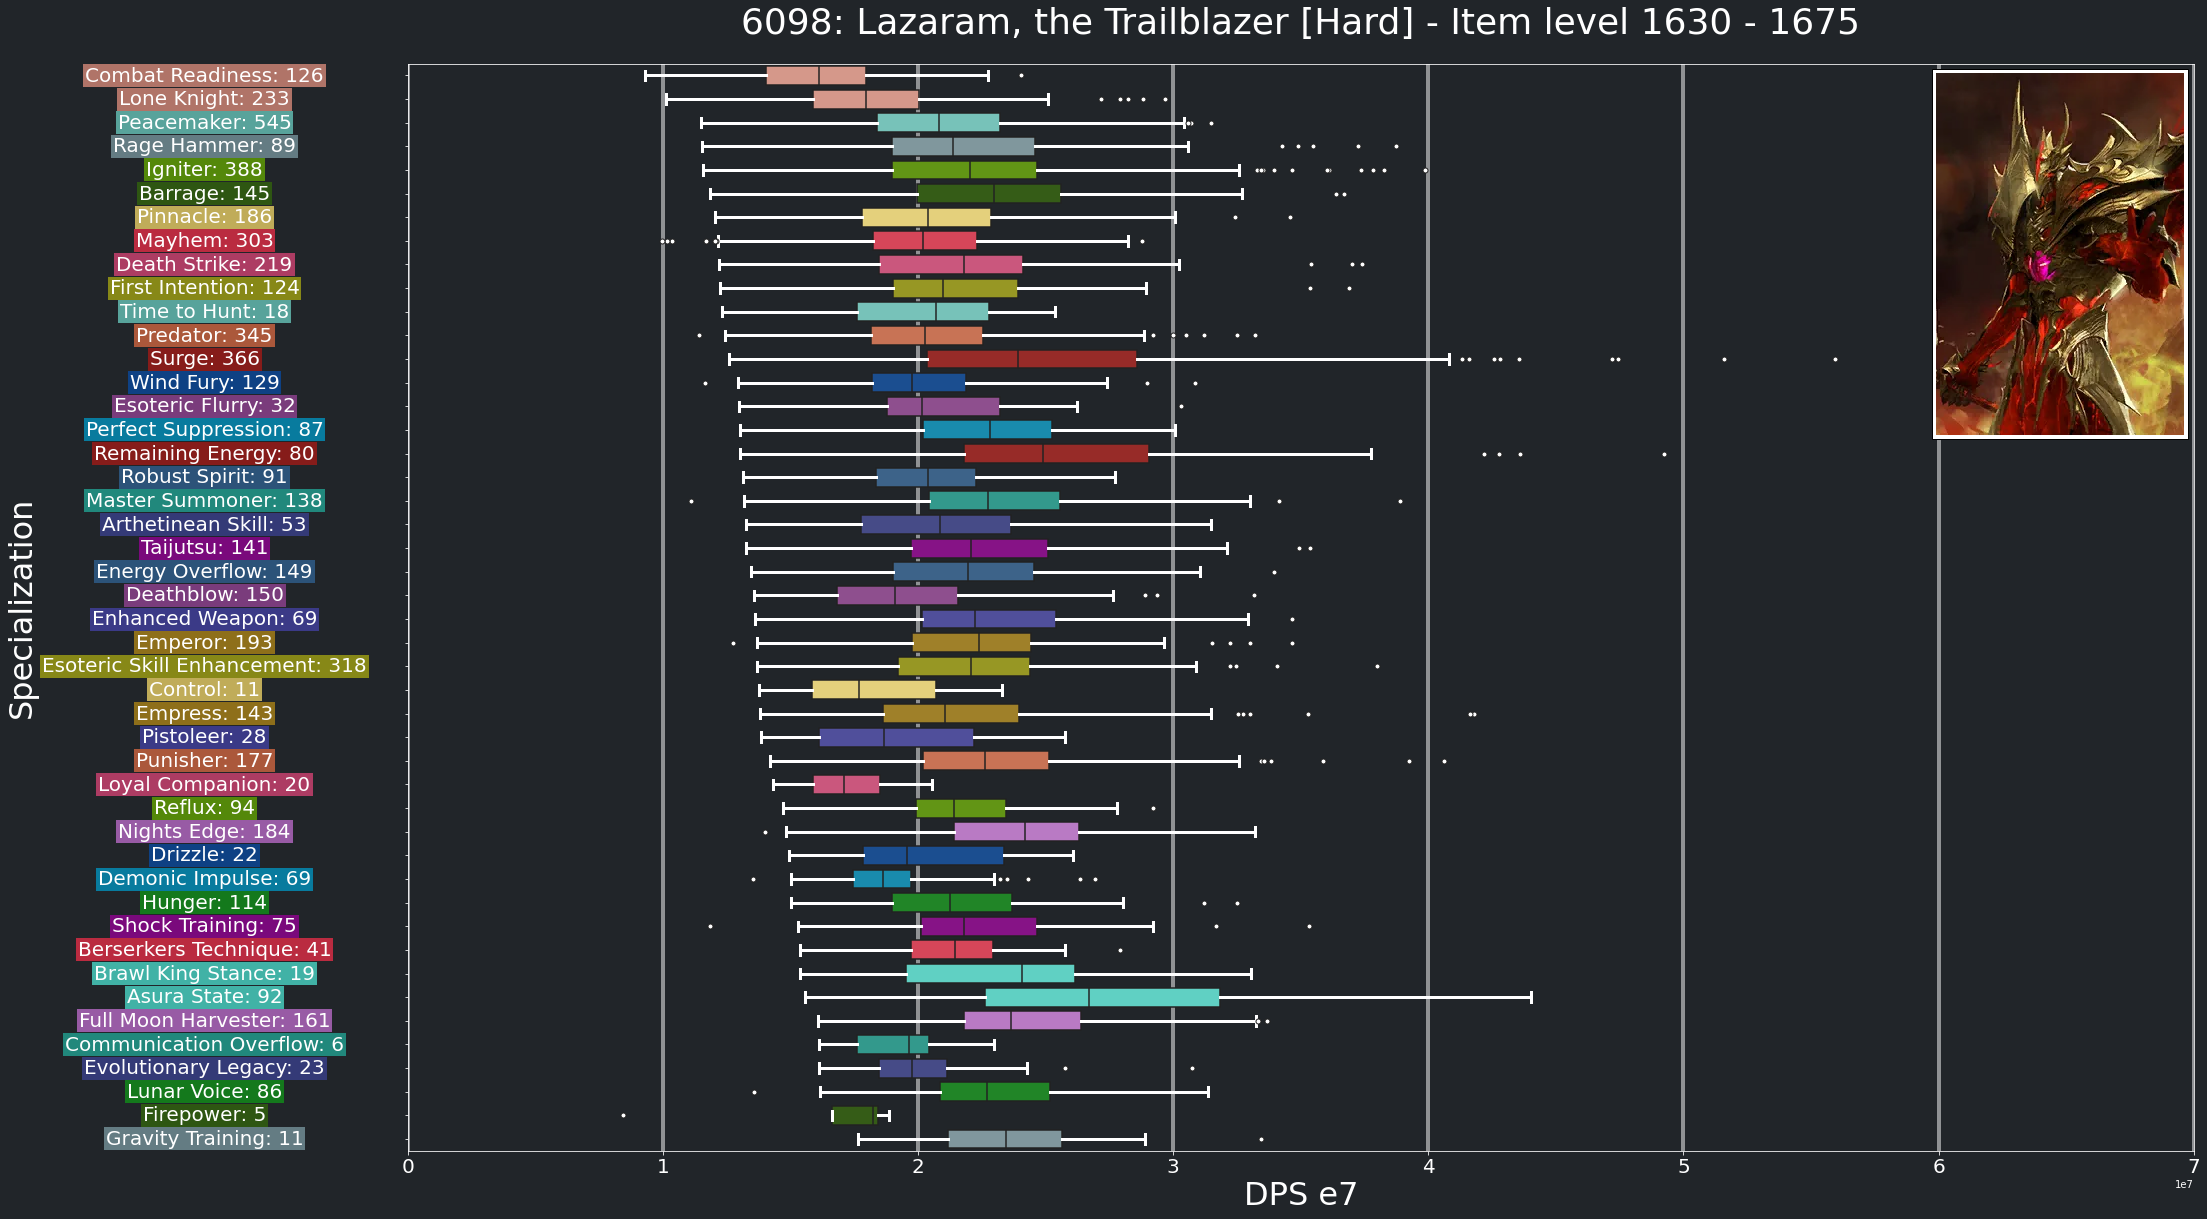 6098: Lazaram, the Trailblazer [Hard] - Item level 1630 - 1675
Specialization
Combat Readiness: 126
Lone Knight: 233
Peacemaker: 545
Rage Hammer: 89
Igniter: 388
Barrage: 145
Pinnacle: 186
Mayhem: 303
Death Strike: 219
First Intention: 124
Time to Hunt: 18
Predator: 345
Surge: 366
Wind Fury: 129
Esoteric Flurry: 32
Perfect Suppression: 87
Remaining Energy: 80
Robust Spirit: 91
Master Summoner: 138
Arthetinean Skill: 53
Taijutsu: 141
Energy Overflow: 149
Deathblow: 150
Enhanced Weapon: 69
Emperor: 193
Esoteric Skill Enhancement: 318
Control: 11
Empress: 143
Pistoleer: 28
Punisher: 177
Loyal Companion: 20
Reflux: 94
Nights Edge: 184
Drizzle: 22
Demonic Impulse: 69
Hunger: 114
Shock Training: 75
Berserkers Technique: 41
Brawl King Stance: 19
Asura State: 92
Full Moon Harvester: 161
Communication Overflow: 6
Evolutionary Legacy: 23
Lunar Voice: 86
Firepower: 5
Gravity Training: 11
0 1 2 3 4 5 6 7
1e7
DPS e7